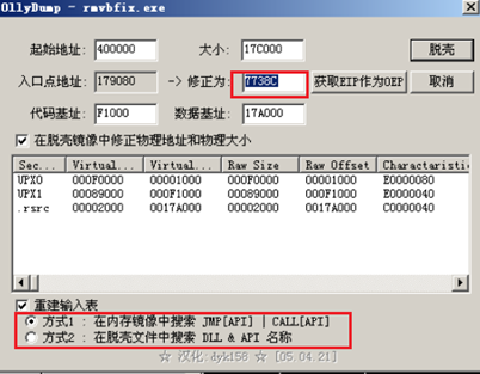 OllyDump - rmvbfix.exe
起始地址: 400000 大小: 17C000 脱壳
入口点地址: 179080 -> 修正为: 7738C 获取EIP作为OEP 取消
代码基址: F1000 数据基址: 17A000
在脱壳镜像中修正物理地址和物理大小
Sec... Virtual... Virtual... Raw Size Raw Offset Charactaristi
UPX0 000F0000 00001000 000F0000 00001000 E0000080
UPX1 00089000 000F1000 00089000 000F1000 E0000040
.rsrc 00002000 0017A000 00002000 0017A000 C0000040
重建输入表
方式1 : 在内存镜像中搜索 JMP[API] | CALL[API]
方式2 : 在脱壳文件中搜索 DLL & API 名称
☆ 汉化:dyk158 ☆ [05.04.21]